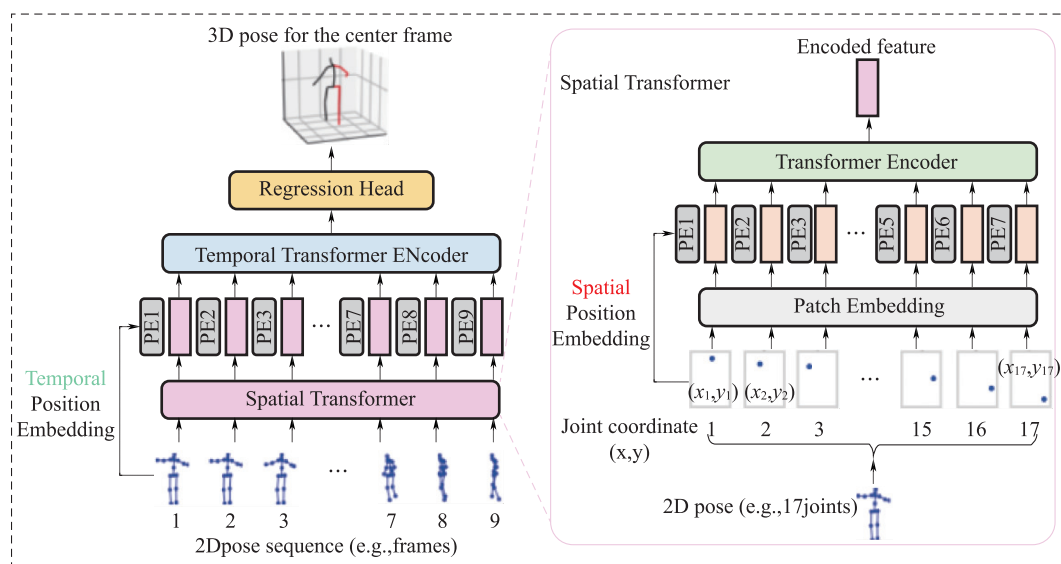 3D pose for the center frame
Regression Head
Temporal Transformer ENcoder
PE1 PE2 PE3 ... PE7 PE8 PE9
Temporal
Position
Embedding
Spatial Transformer
...
1 2 3 7 8 9
2Dpose sequence (e.g.,frames)
Encoded feature
Spatial Transformer
Transformer Encoder
PE1 PE2 PE3 ... PE5 PE6 PE7
Spatial
Position
Embedding
Patch Embedding
(x1,y1) (x2,y2) ... (x17,y17)
Joint coordinate
(x,y)
1 2 3 15 16 17
2D pose (e.g.,17joints)